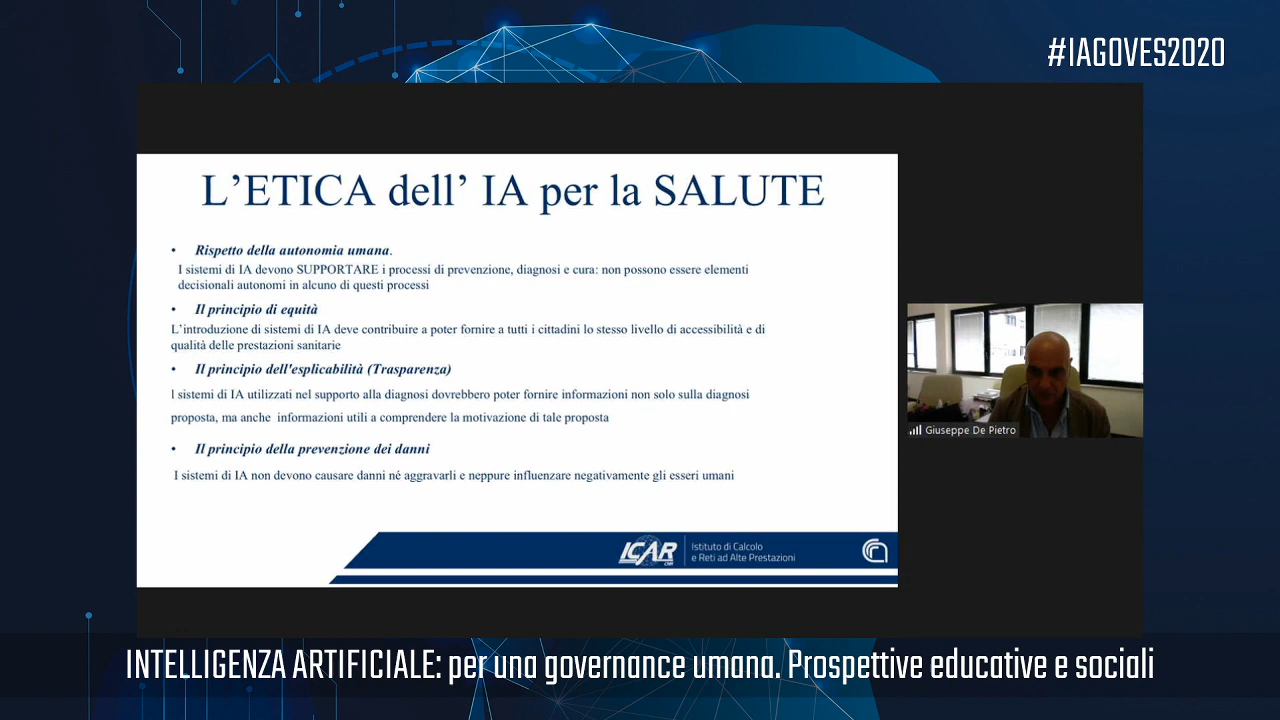 #IAGOVES2020
L’ETICA dell’ IA per la SALUTE
• Rispetto della autonomia umana.
I sistemi di IA devono SUPPORTARE i processi di prevenzione, diagnosi e cura: non possono essere elementi
decisionali autonomi in alcuno di questi processi
• Il principio di equità
L’introduzione di sistemi di IA deve contribuire a poter fornire a tutti i cittadini lo stesso livello di accessibilità e di
qualità delle prestazioni sanitarie
• Il principio dell'esplicabilità (Trasparenza)
I sistemi di IA utilizzati nel supporto alla diagnosi dovrebbero poter fornire informazioni non solo sulla diagnosi
proposta, ma anche informazioni utili a comprendere la motivazione di tale proposta
• Il principio della prevenzione dei danni
I sistemi di IA non devono causare danni né aggravarli e neppure influenzare negativamente gli esseri umani
ICAR
CNR
Istituto di Calcolo
e Reti ad Alte Prestazioni
Giuseppe De Pietro
INTELLIGENZA ARTIFICIALE: per una governance umana. Prospettive educative e sociali